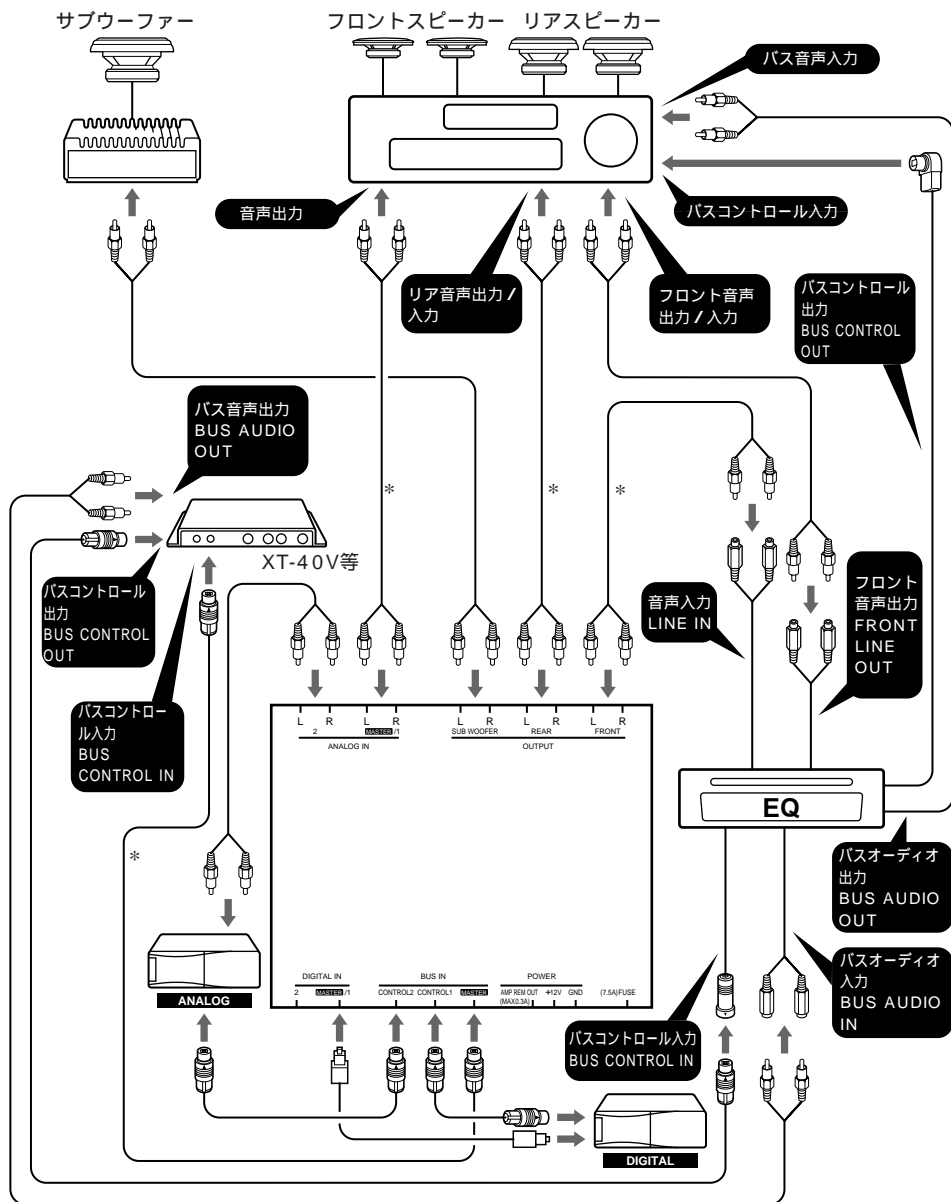 サブウーファー
フロントスピーカー
リアスピーカー
バス音声入力
音声出力
バスコントロール入力
リア音声出力/
入力
フロント音声
出力/入力
バスコントロール
出力
BUS CONTROL
OUT
バス音声出力
BUS AUDIO
OUT
*
*
*
XT-40V等
バスコントロール
出力
BUS CONTROL
OUT
音声入力
LINE IN
フロント
音声出力
FRONT
LINE
OUT
バスコントロー
ル入力
BUS
CONTROL IN
L R L R L R L R L R
2 MASTER/1 SUB WOOFER REAR FRONT
ANALOG IN OUTPUT
EQ
*
バスオーディオ
出力
BUS AUDIO
OUT
ANALOG
DIGITAL IN BUS IN POWER
2 MASTER/1 CONTROL2 CONTROL1 MASTER AMP REM OUT +12V GND (7.5A)FUSE
(MAX0.3A)
バスオーディオ
入力
BUS AUDIO
IN
バスコントロール入力
BUS CONTROL IN
DIGITAL